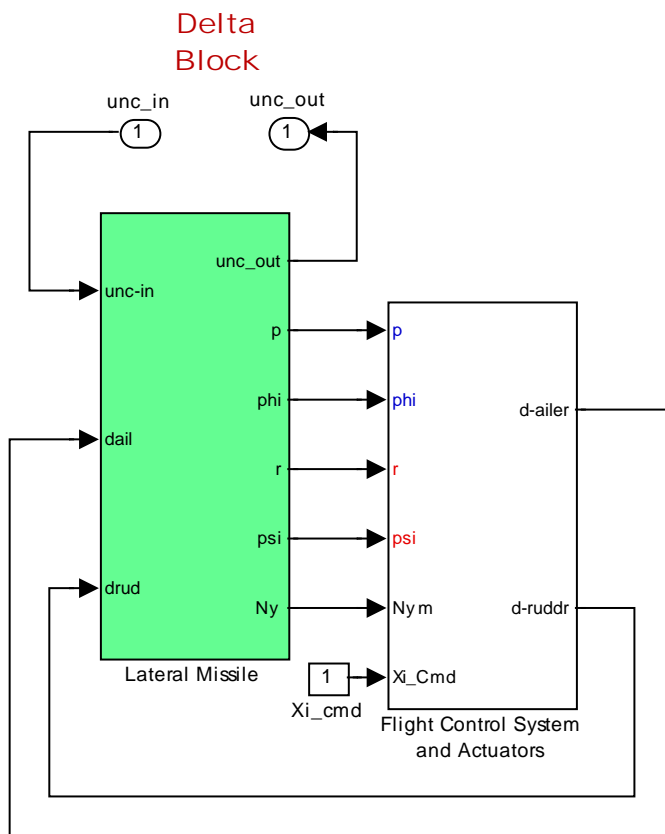 Delta
Block
unc_in
unc_out
1
1
unc_out
unc-in
p
p
phi
phi
d-ailer
dail
r
r
psi
psi
drud
Ny
Nym
d-ruddr
Lateral Missile
1
Xi_Cmd
Xi_cmd
Flight Control System
and Actuators